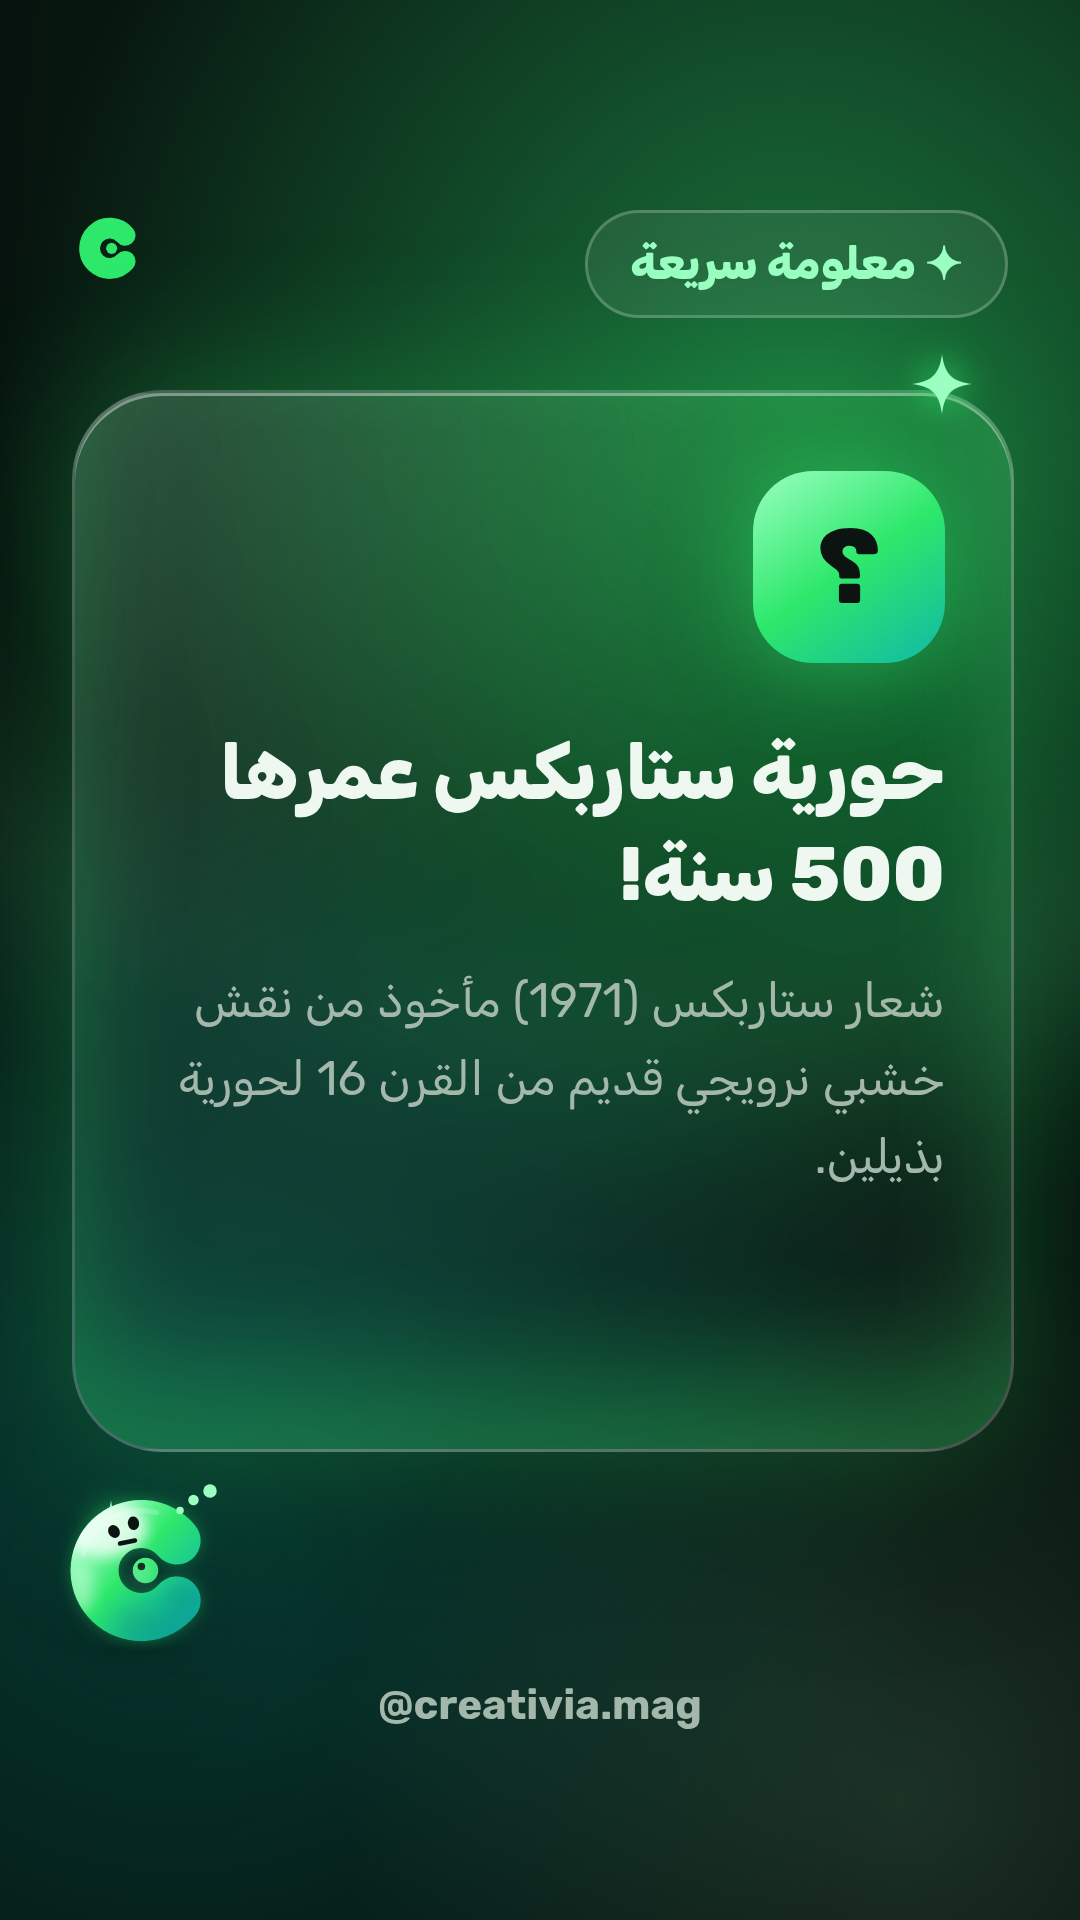 ✦ معلومة سريعة
؟
حورية ستاربكس عمرها
500 سنة!
شعار ستاربكس (1971) مأخوذ من نقش
خشبي نرويجي قديم من القرن 16 لحورية
بذيلين.
@creativia.mag